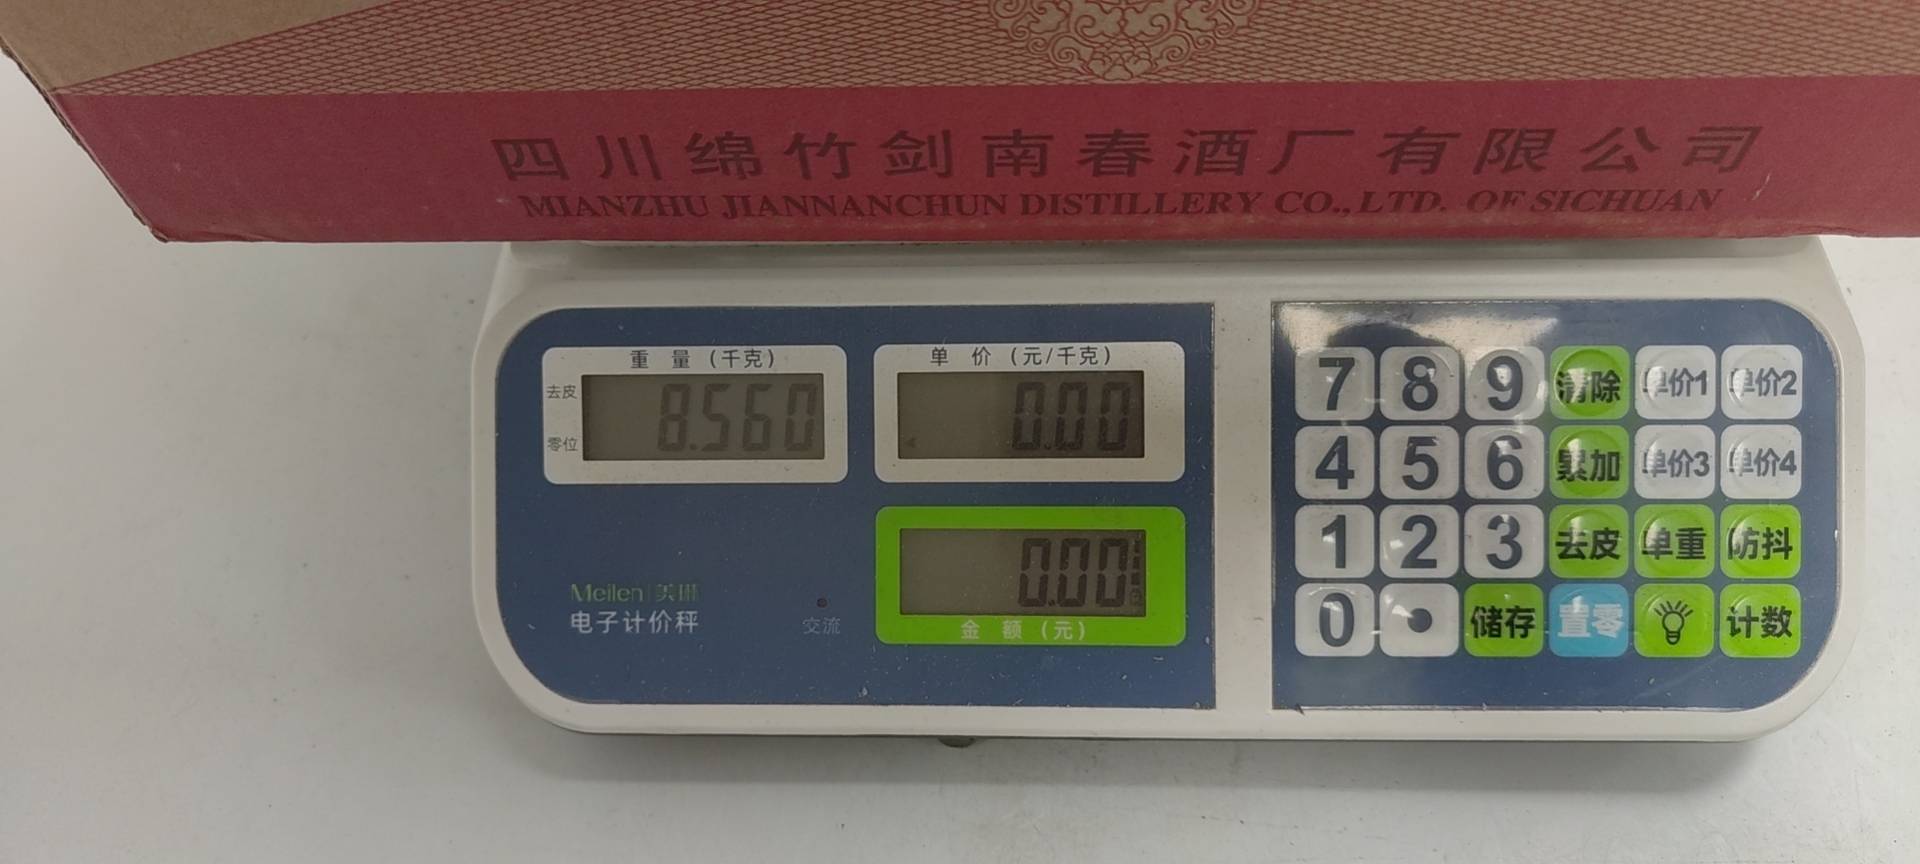 四川绵竹剑南春酒厂有限公司
MIANZHU JIANNANCHUN DISTILLERY CO.,LTD. OF SICHUAN
重 量 (千克)
去皮
零位
8.560
单 价 (元/千克)
0.00
0.00
金 额 (元)
Meilen|美琳
电子计价秤
交流
7 8 9 清除 单价1 单价2
4 5 6 累加 单价3 单价4
1 2 3 去皮 单重 防抖
0 • 储存 置零 计数